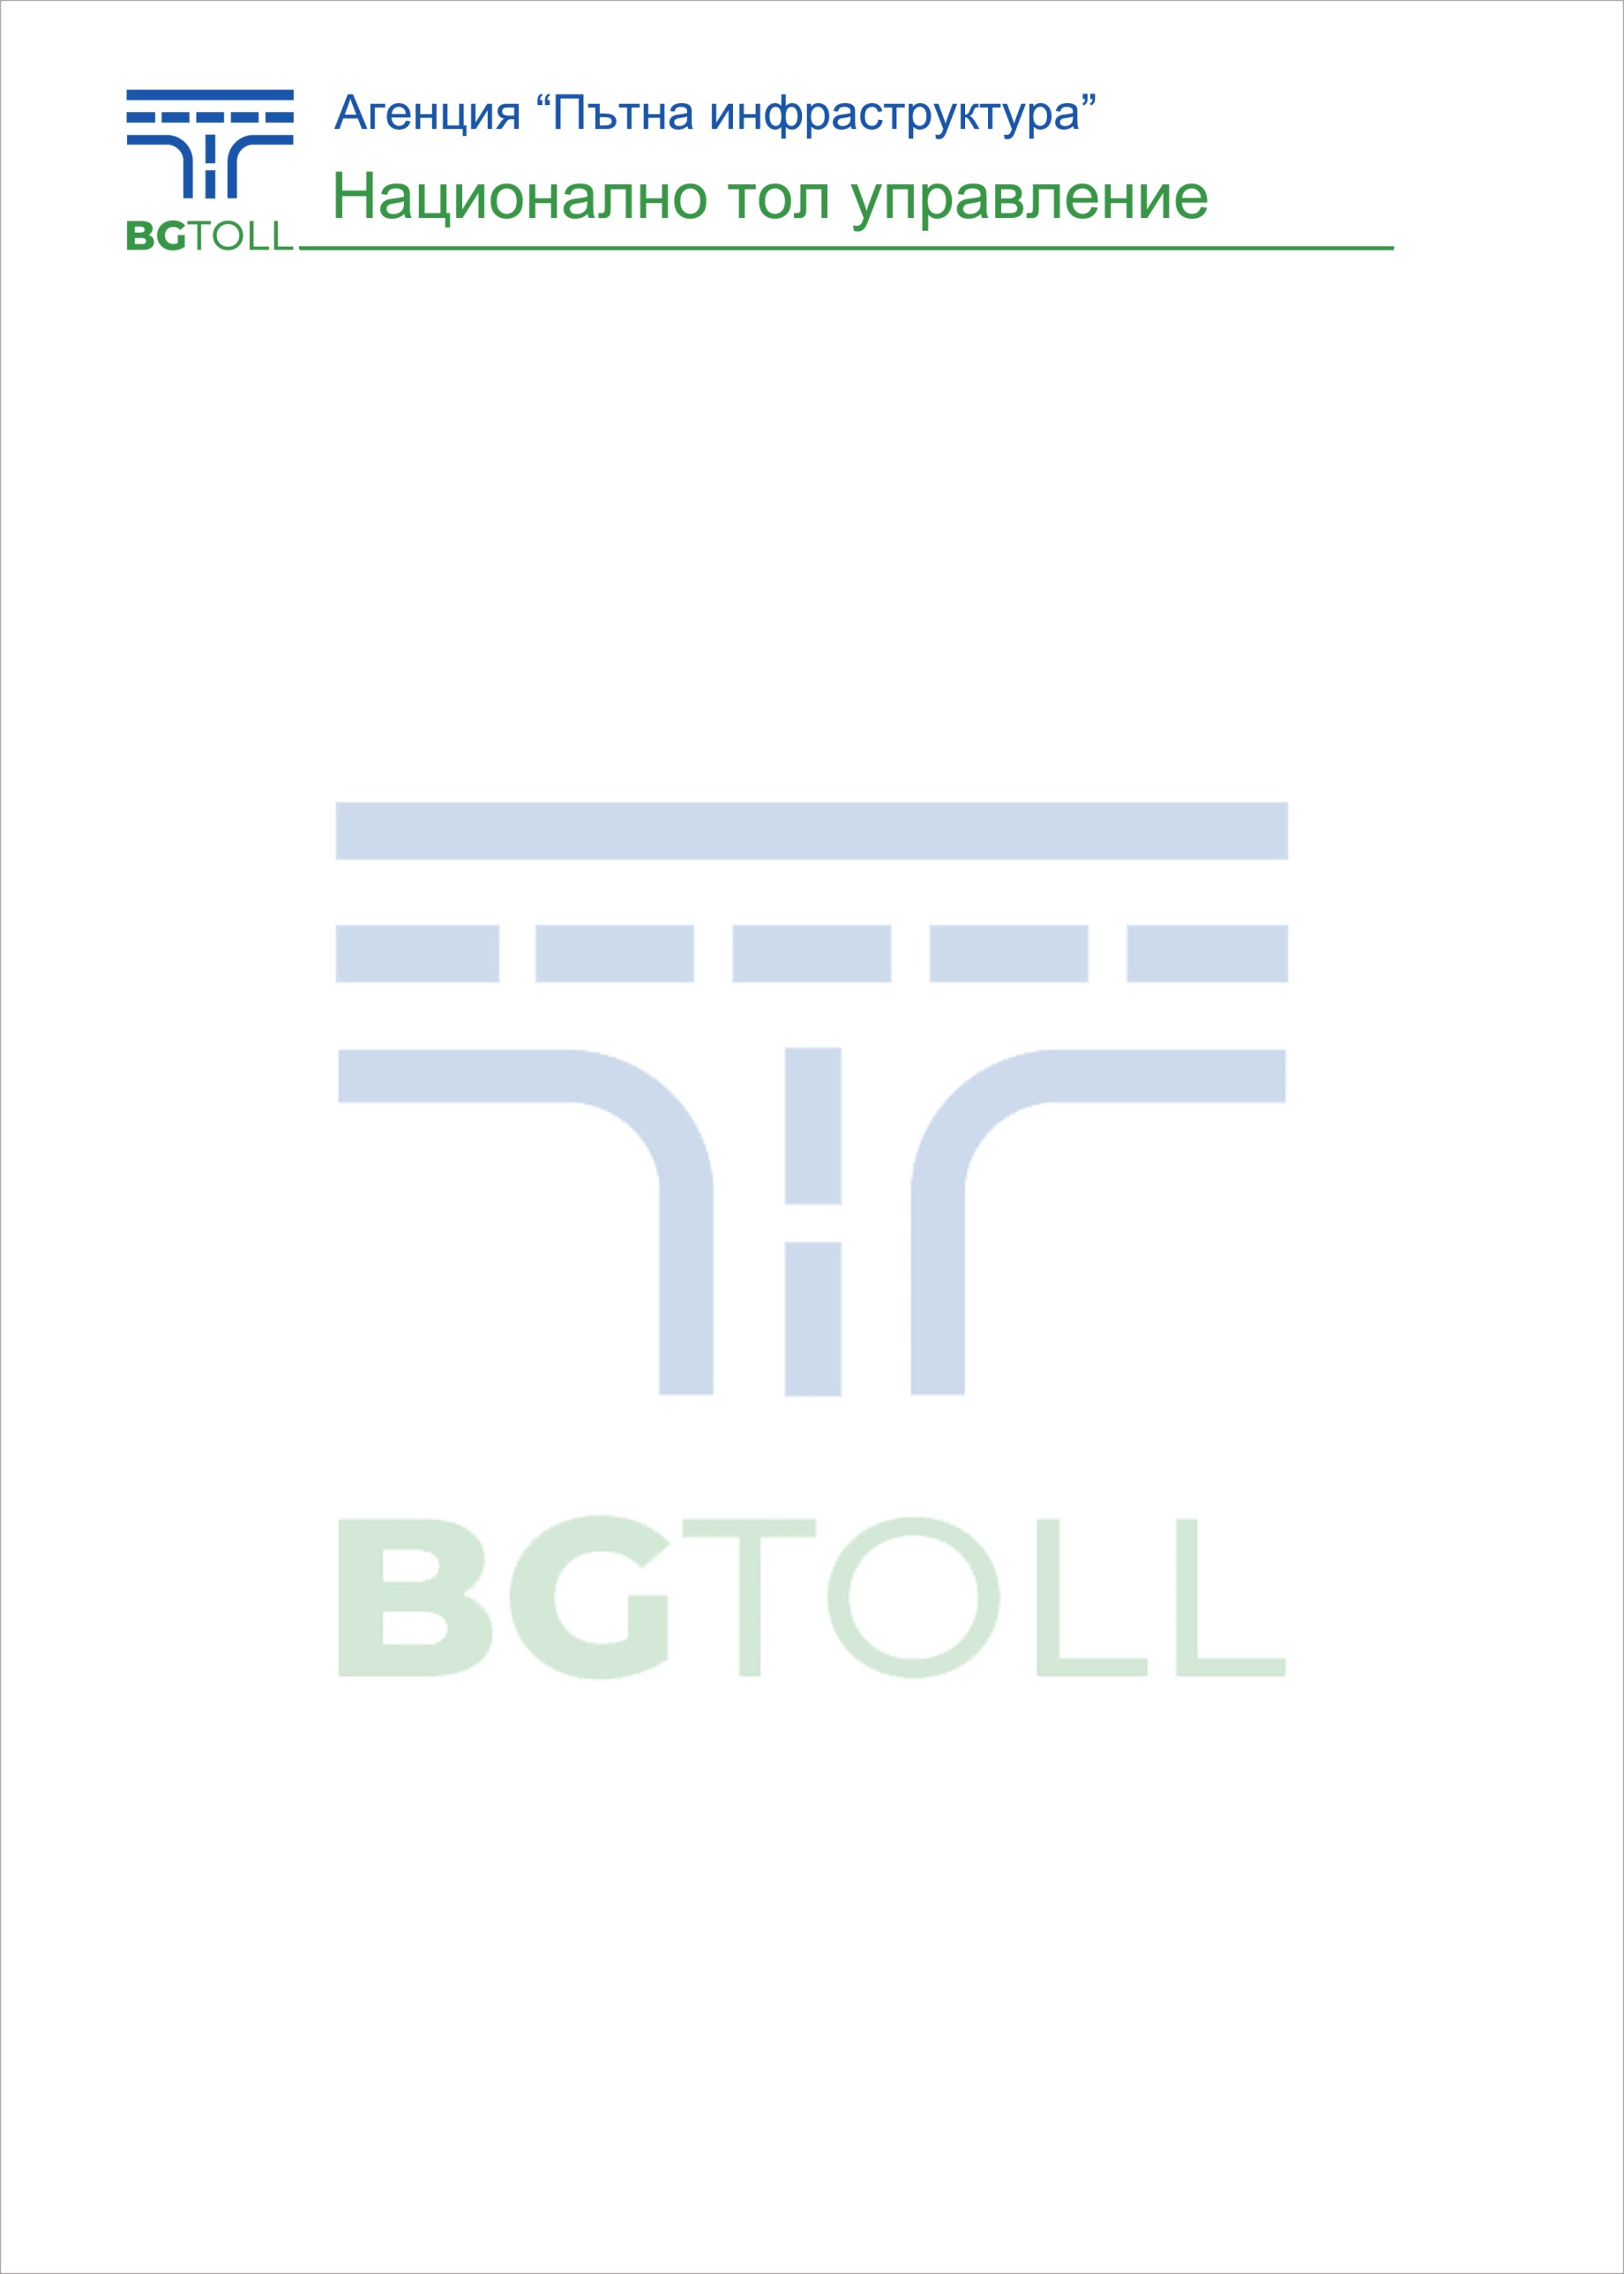 Агенция “Пътна инфраструктура”
Национално тол управление
BGTOLL
BGTOLL